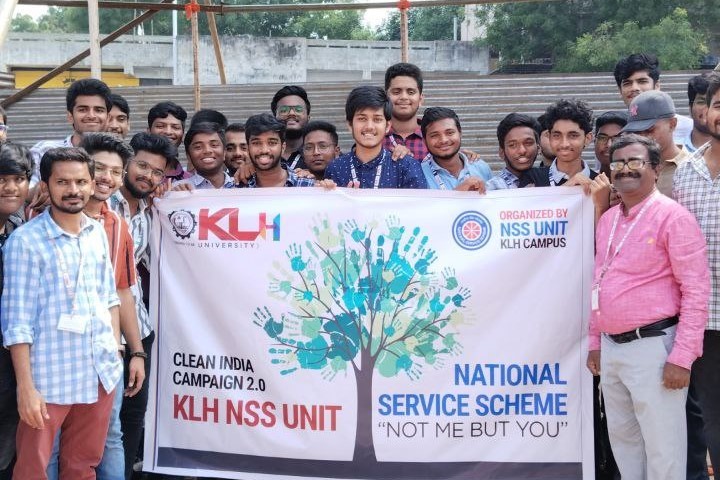 KLH
UNIVERSITY)
ORGANIZED BY
NSS UNIT
KLH CAMPUS
CLEAN INDIA
CAMPAIGN 2.0
KLH NSS UNIT
NATIONAL
SERVICE SCHEME
"NOT ME BUT YOU"